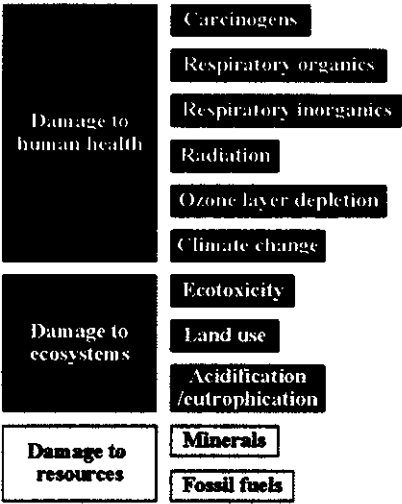 Damage to
human health
Carcinogens
Respiratory organics
Respiratory inorganics
Radiation
Ozone layer depletion
Climate change
Damage to
ecosystems
Ecotoxicity
Land use
Acidification
/eutrophication
Damage to
resources
Minerals
Fossil fuels